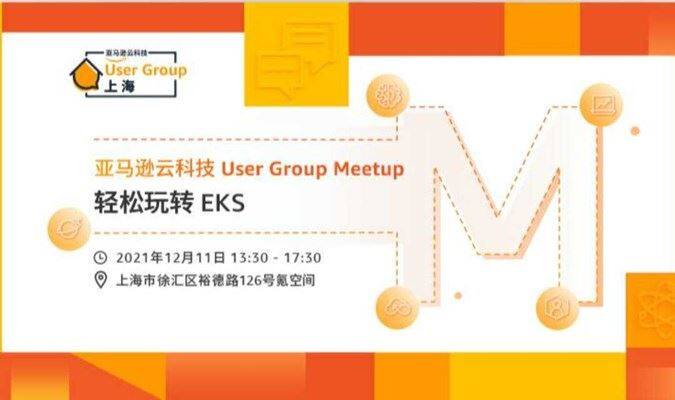 亚马逊云科技
User Group
上海
亚马逊云科技 User Group Meetup
轻松玩转 EKS
2021年12月11日 13:30 - 17:30
上海市徐汇区裕德路126号氪空间
M